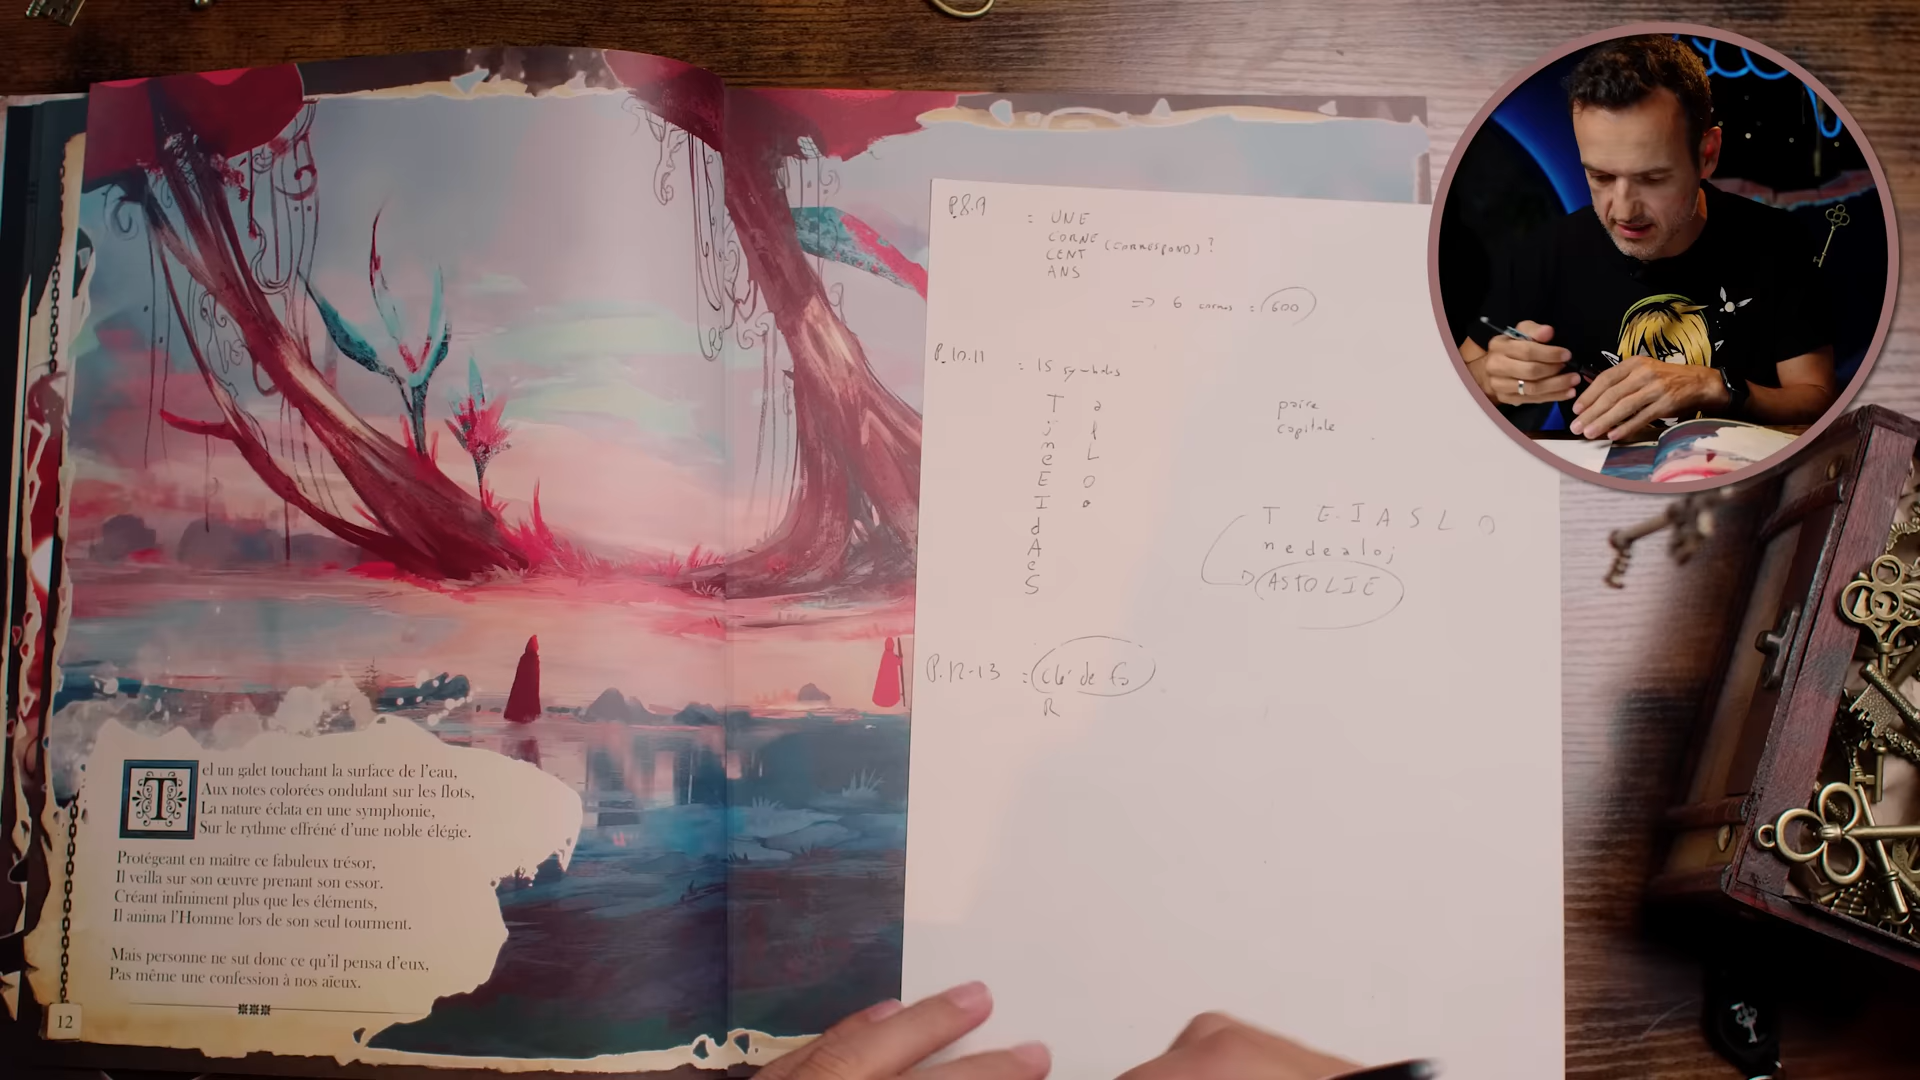 Tel un galet touchant la surface de l'eau,
Aux notes colorées ondulant sur les flots,
La nature éclata en une symphonie,
Sur le rythme effréné d'une noble élégie.
Protégeant en maître ce fabuleux trésor,
Il veilla sur son œuvre prenant son essor.
Créant infiniment plus que les éléments,
Il anima l'Homme lors de son seul tourment.
Mais personne ne sut donc ce qu'il pensa d'eux,
Pas même une confession à nos aïeux.
12
P.8.9 = UNE
CORNE (CORRESPOND) ?
CENT
ANS
=> 6 cornes = 600
P.10.11 = 15 symboles
T a
j f
n L
e
E O
I o
d
A
e
S
paire
capitale
T E I A S L O
n e d e a l o j
ASTOLIE
P.12-13 = Clé de fa
R